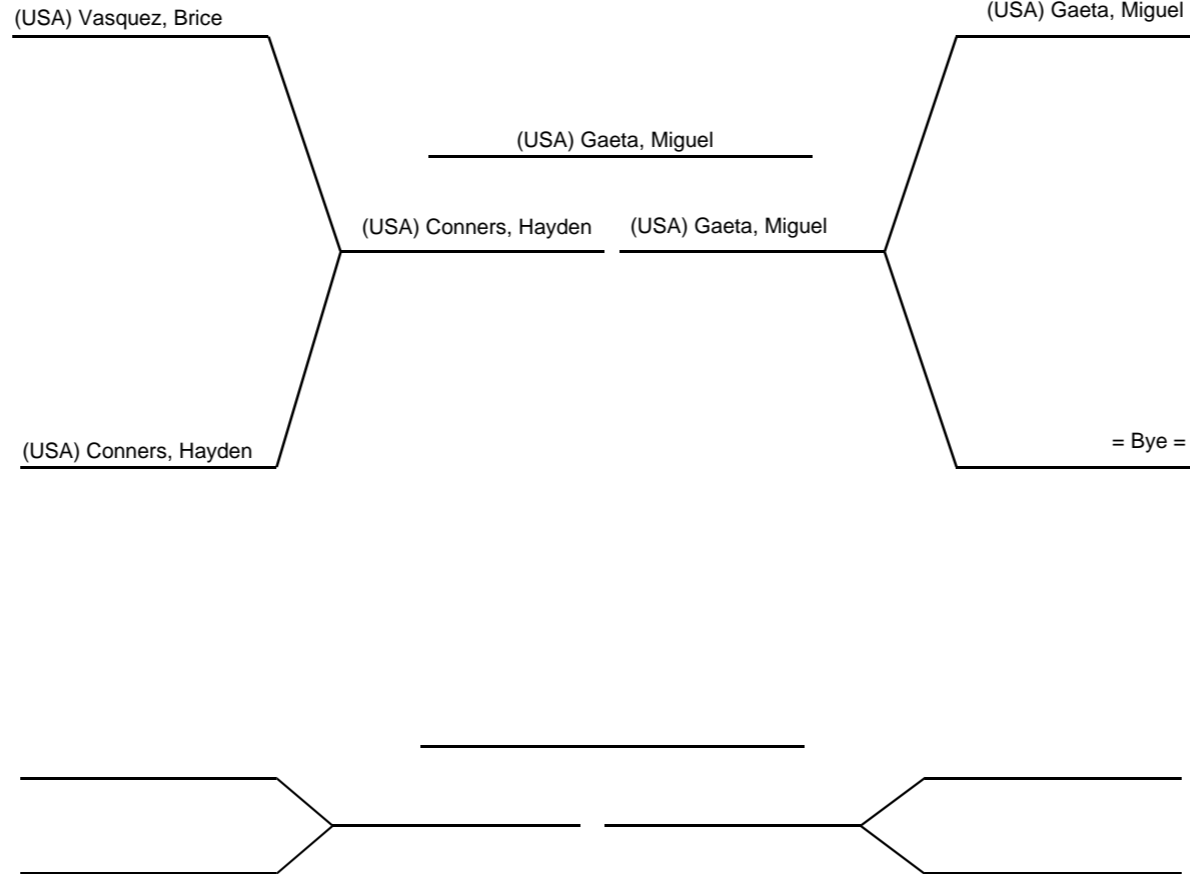 (USA) Vasquez, Brice
(USA) Gaeta, Miguel
(USA) Gaeta, Miguel
(USA) Conners, Hayden
(USA) Gaeta, Miguel
(USA) Conners, Hayden
= Bye =